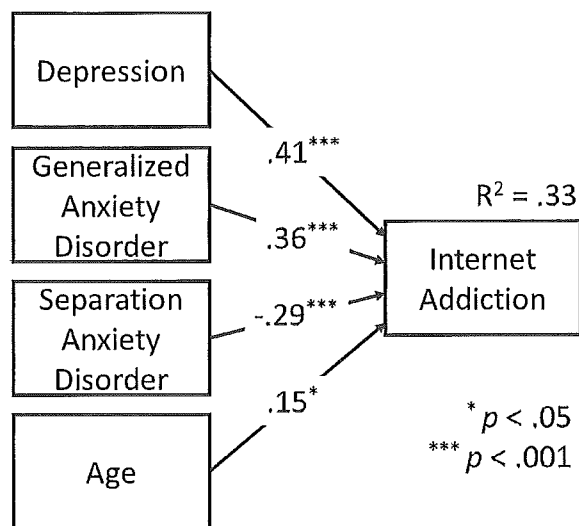 Depression
.41***
Generalized
Anxiety
Disorder
R² = .33
.36***
Internet
Addiction
Separation
Anxiety
Disorder
-.29***
.15*
* p < .05
*** p < .001
Age